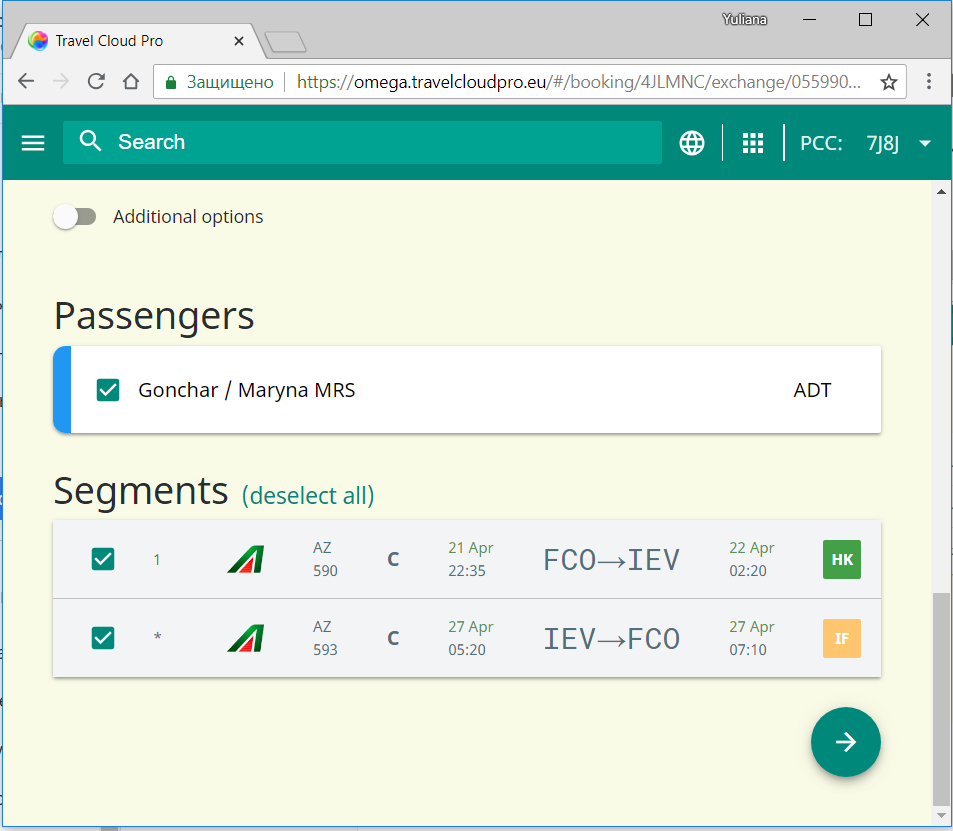 Yuliana
Travel Cloud Pro
Защищено
https://omega.travelcloudpro.eu/#/booking/4JLMNC/exchange/055990...
Search
PCC: 7J8J
Additional options
Passengers
Gonchar / Maryna MRS ADT
Segments (deselect all)
1 AZ 590 C 21 Apr 22:35 FCO→IEV 22 Apr 02:20 HK
* AZ 593 C 27 Apr 05:20 IEV→FCO 27 Apr 07:10 IF